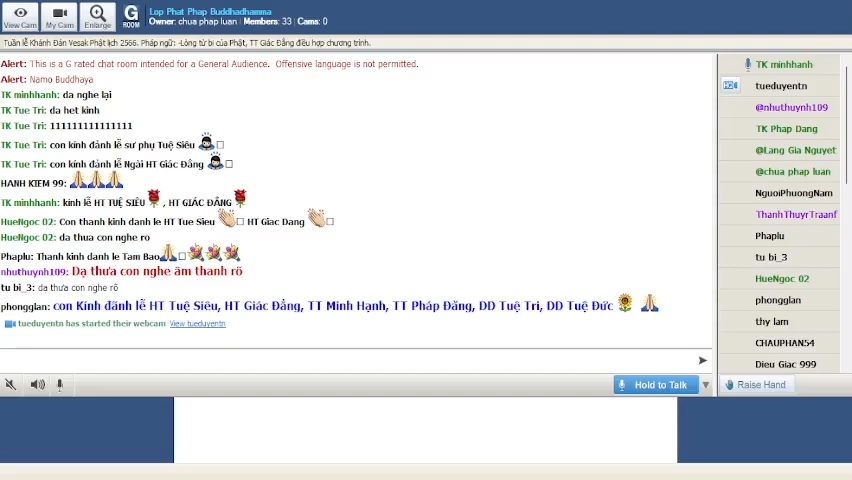 View Cam
My Cam
Enlarge
G
ROOM
Lop Phat Phap Buddhadhamma
Owner: chua phap luan | Members: 33 | Cams: 0
Tuần lễ Khánh Đản Vesak Phật lịch 2566. Pháp ngữ: -Lòng từ bi của Phật, TT Giác Đẳng điều hợp chương trình.
Alert: This is a G rated chat room intended for a General Audience. Offensive language is not permitted.
Alert: Namo Buddhaya
TK minhhanh: da nghe lại
TK Tue Tri: da het kinh
TK Tue Tri: 111111111111111
TK Tue Tri: con kính đảnh lễ sư phụ Tuệ Siêu
TK Tue Tri: con kính đảnh lễ Ngài HT Giác Đẳng
HANH KIEM 99:
TK minhhanh: kính lễ HT TUỆ SIÊU , HT GIÁC ĐẲNG
HueNgoc 02: Con thanh kinh danh le HT Tue Sieu HT Giac Dang
HueNgoc 02: da thua con nghe ro
Phaplu: Thanh kinh danh le Tam Bao
nhuthuynh109: Dạ thưa con nghe âm thanh rõ
tu bi_3: dạ thưa con nghe rõ
phongglan: con Kính đãnh lễ HT Tuệ Siêu, HT Giác Đẳng, TT Minh Hạnh, TT Pháp Đăng, DD Tuệ Tri, DD Tuệ Đức
tueduyentn has started their webcam View tueduyentn
Hold to Talk
TK minhhanh
HD
tueduyentn
@nhuthuynh109
TK Phap Dang
@Lang Gia Nguyet
@chua phap luan
NguoiPhuongNam
ThanhThuyrTraanf
Phaplu
tu bi_3
HueNgoc 02
phongglan
thy lam
CHAUPHAN54
Dieu Giac 999
Raise Hand